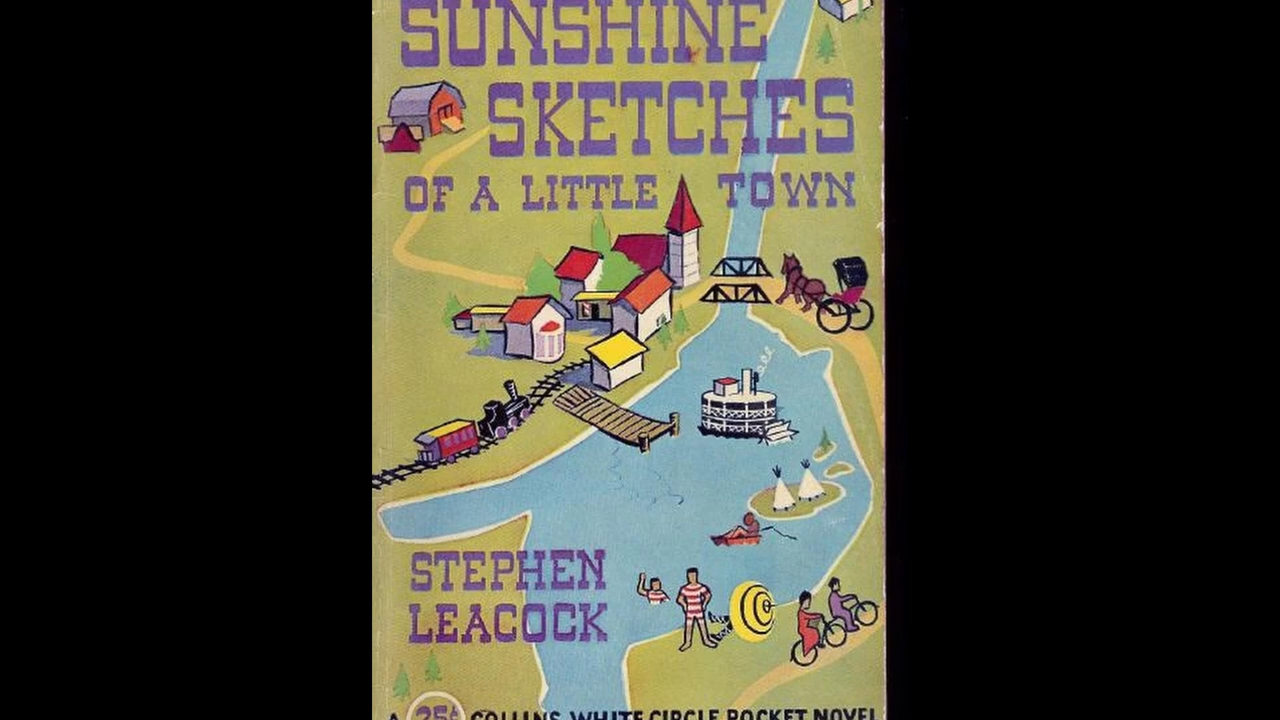 SUNSHINE
SKETCHES
OF A LITTLE TOWN
STEPHEN
LEACOCK
A 25¢ COLLINS WHITE CIRCLE POCKET NOVEL